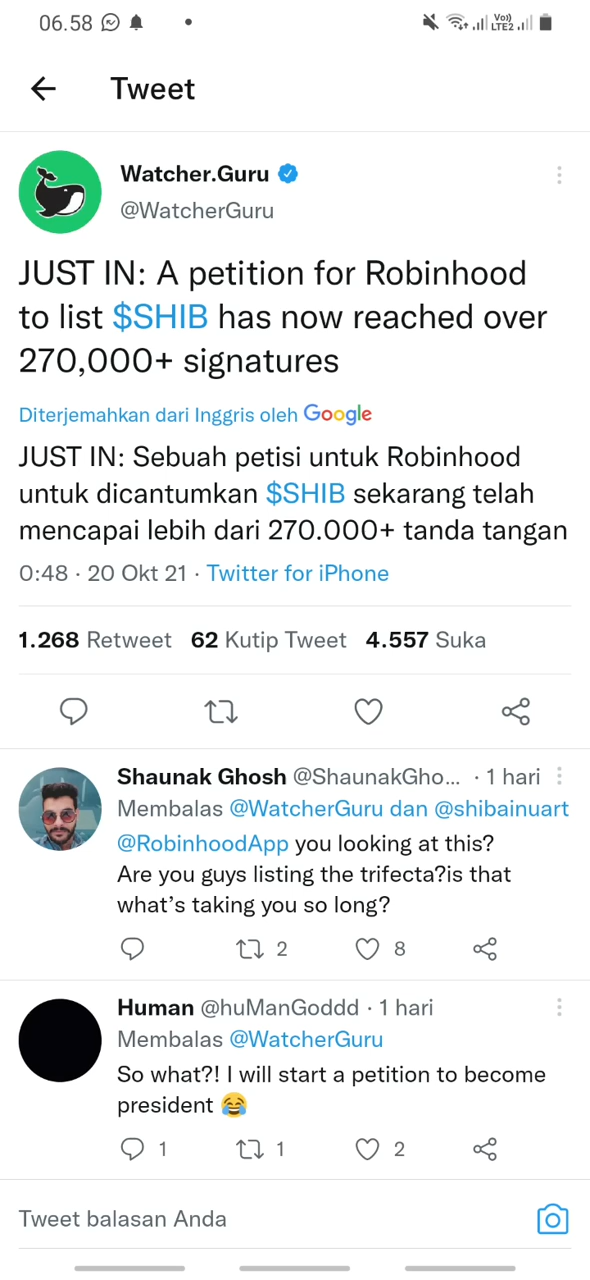 06.58
Vo))
LTE2
Tweet
Watcher.Guru
@WatcherGuru
JUST IN: A petition for Robinhood
to list $SHIB has now reached over
270,000+ signatures
Diterjemahkan dari Inggris oleh Google
JUST IN: Sebuah petisi untuk Robinhood
untuk dicantumkan $SHIB sekarang telah
mencapai lebih dari 270.000+ tanda tangan
0:48 · 20 Okt 21 · Twitter for iPhone
1.268 Retweet 62 Kutip Tweet 4.557 Suka
Shaunak Ghosh @ShaunakGho... · 1 hari
Membalas @WatcherGuru dan @shibainuart
@RobinhoodApp you looking at this?
Are you guys listing the trifecta?is that
what's taking you so long?
2 8
Human @huManGoddd · 1 hari
Membalas @WatcherGuru
So what?! I will start a petition to become
president 😂
1 1 2
Tweet balasan Anda